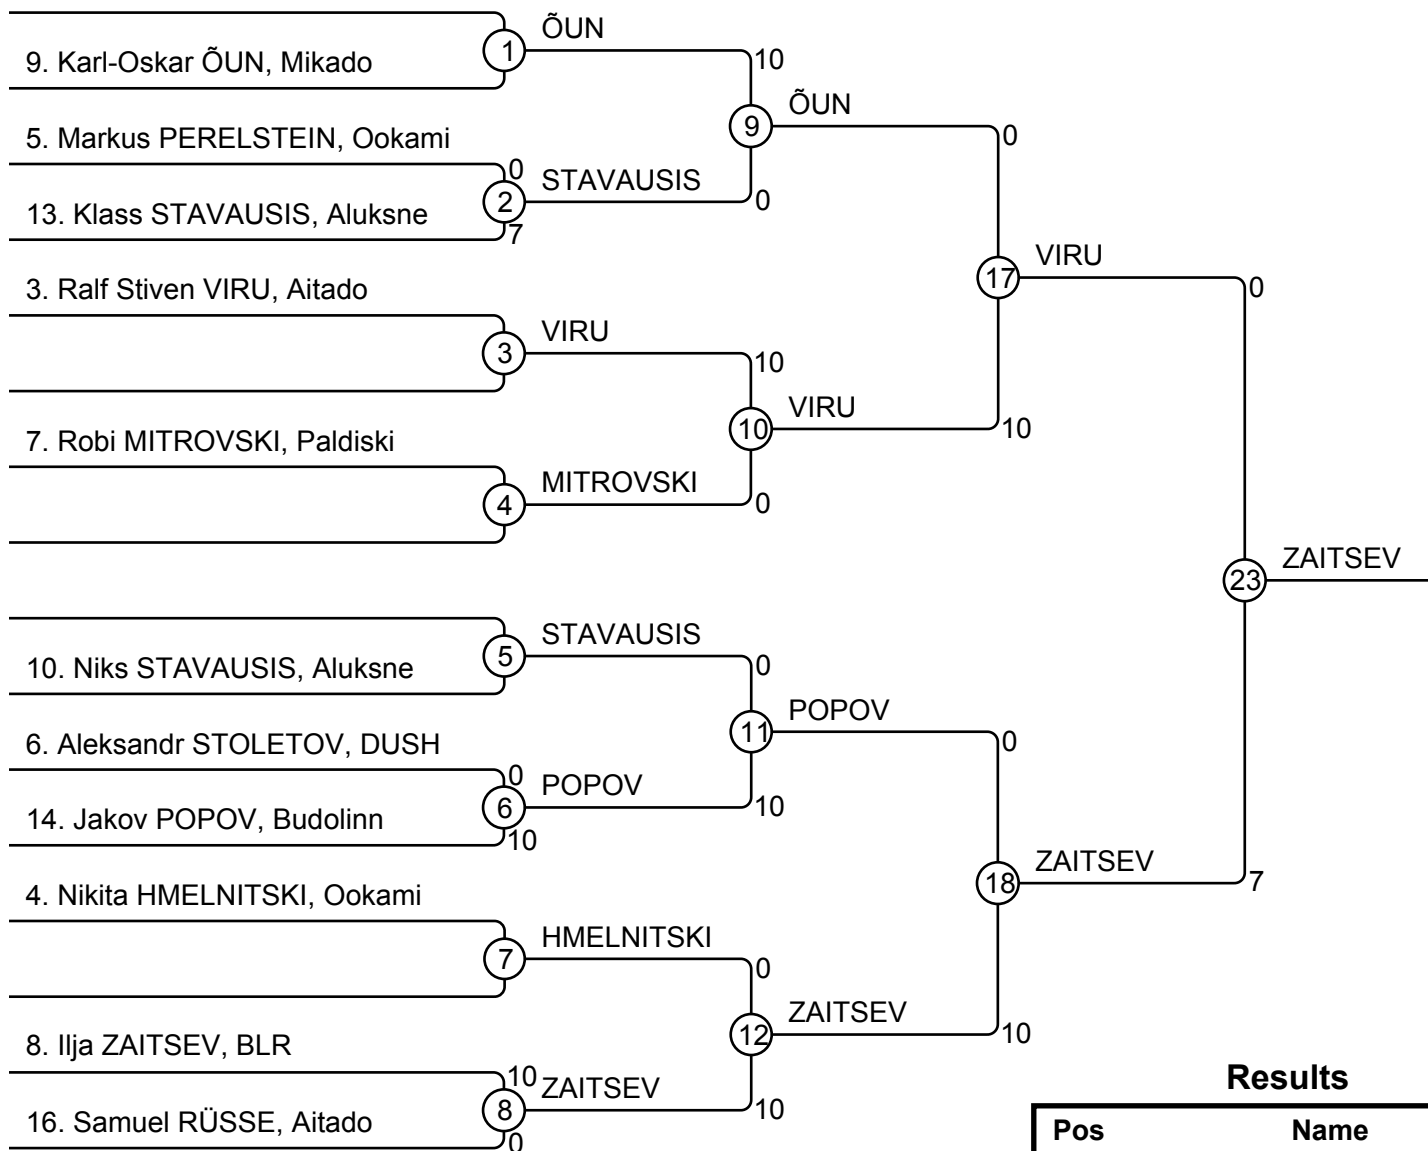 ÕUN
1
10
9. Karl-Oskar ÕUN, Mikado
ÕUN
9
0
5. Markus PERELSTEIN, Ookami
0
STAVAUSIS
2
0
13. Klass STAVAUSIS, Aluksne
7
VIRU
17
0
3. Ralf Stiven VIRU, Aitado
VIRU
3
10
VIRU
10
10
7. Robi MITROVSKI, Paldiski
MITROVSKI
4
0
ZAITSEV
23
STAVAUSIS
5
0
10. Niks STAVAUSIS, Aluksne
POPOV
11
0
6. Aleksandr STOLETOV, DUSH
0
POPOV
6
10
14. Jakov POPOV, Budolinn
10
ZAITSEV
18
7
4. Nikita HMELNITSKI, Ookami
HMELNITSKI
7
0
ZAITSEV
12
10
8. Ilja ZAITSEV, BLR
10
ZAITSEV
8
10
16. Samuel RÜSSE, Aitado
0
Results
Pos Name